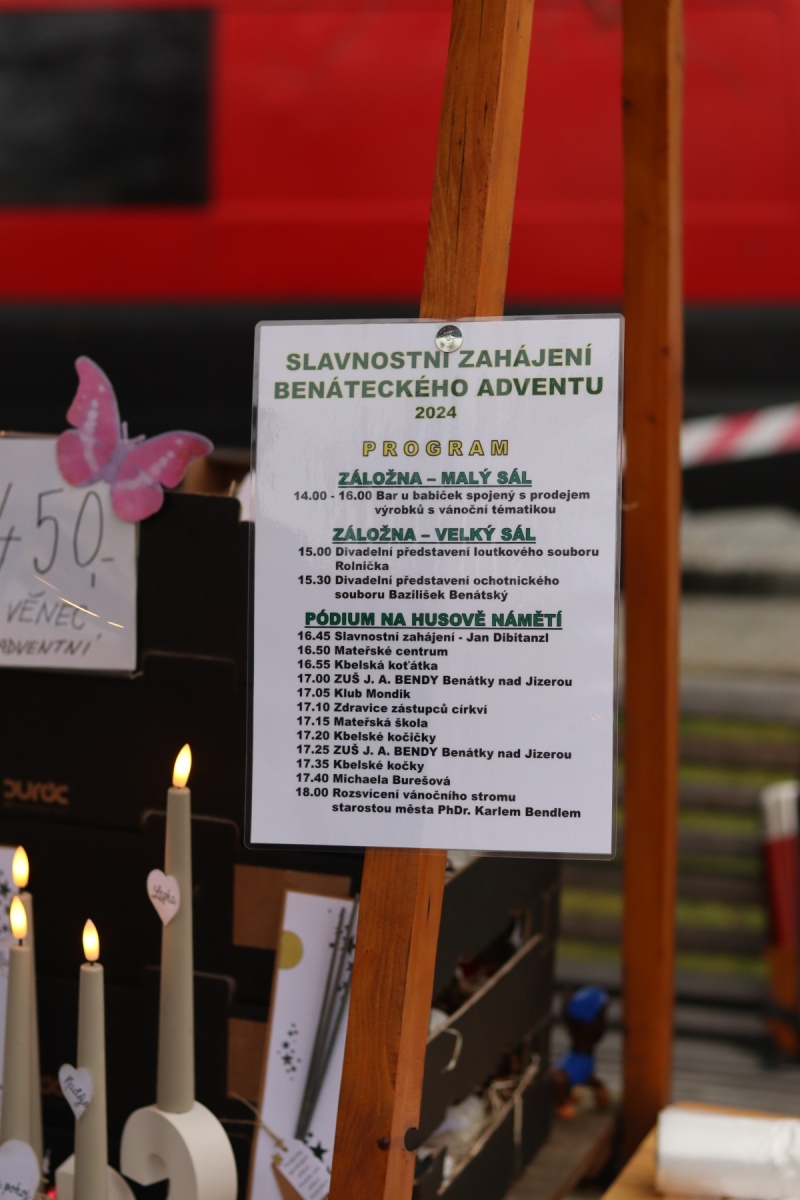 SLAVNOSTNÍ ZAHÁJENÍ
BENÁTECKÉHO ADVENTU
2024
PROGRAM
ZÁLOŽNA – MALÝ SÁL
14.00 - 16.00 Bar u babiček spojený s prodejem
výrobků s vánoční tématikou
ZÁLOŽNA – VELKÝ SÁL
15.00 Divadelní představení loutkového souboru
Rolnička
15.30 Divadelní představení ochotnického
souboru Bazilišek Benátský
PÓDIUM NA HUSOVĚ NÁMĚTÍ
16.45 Slavnostní zahájení - Jan Dibitanzl
16.50 Mateřské centrum
16.55 Kbelská koťátka
17.00 ZUŠ J. A. BENDY Benátky nad Jizerou
17.05 Klub Mondik
17.10 Zdravice zástupců církví
17.15 Mateřská škola
17.20 Kbelské kočičky
17.25 ZUŠ J. A. BENDY Benátky nad Jizerou
17.35 Kbelské kočky
17.40 Michaela Burešová
18.00 Rozsvícení vánočního stromu
starostou města PhDr. Karlem Bendlem
450,-
VĚNEC
ADVENTNÍ
Láska